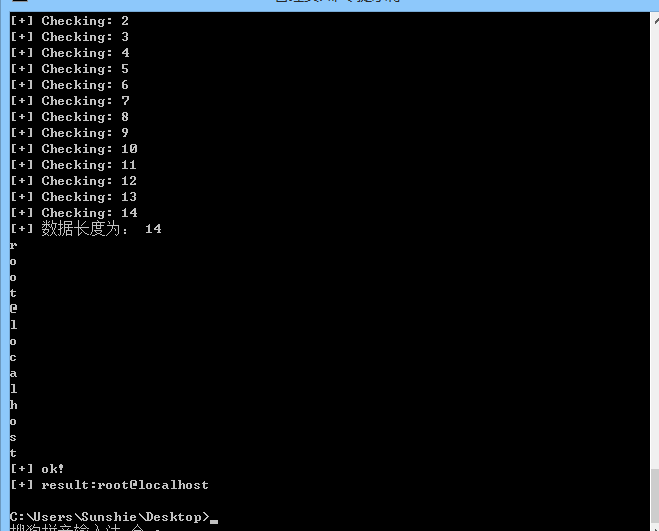 [+] Checking: 2
[+] Checking: 3
[+] Checking: 4
[+] Checking: 5
[+] Checking: 6
[+] Checking: 7
[+] Checking: 8
[+] Checking: 9
[+] Checking: 10
[+] Checking: 11
[+] Checking: 12
[+] Checking: 13
[+] Checking: 14
[+] 数据长度为: 14
r
o
o
t
@
l
o
c
a
l
h
o
s
t
[+] ok!
[+] result:root@localhost
C:\Users\Sunshie\Desktop>
搜狗拼音输入法 全 :